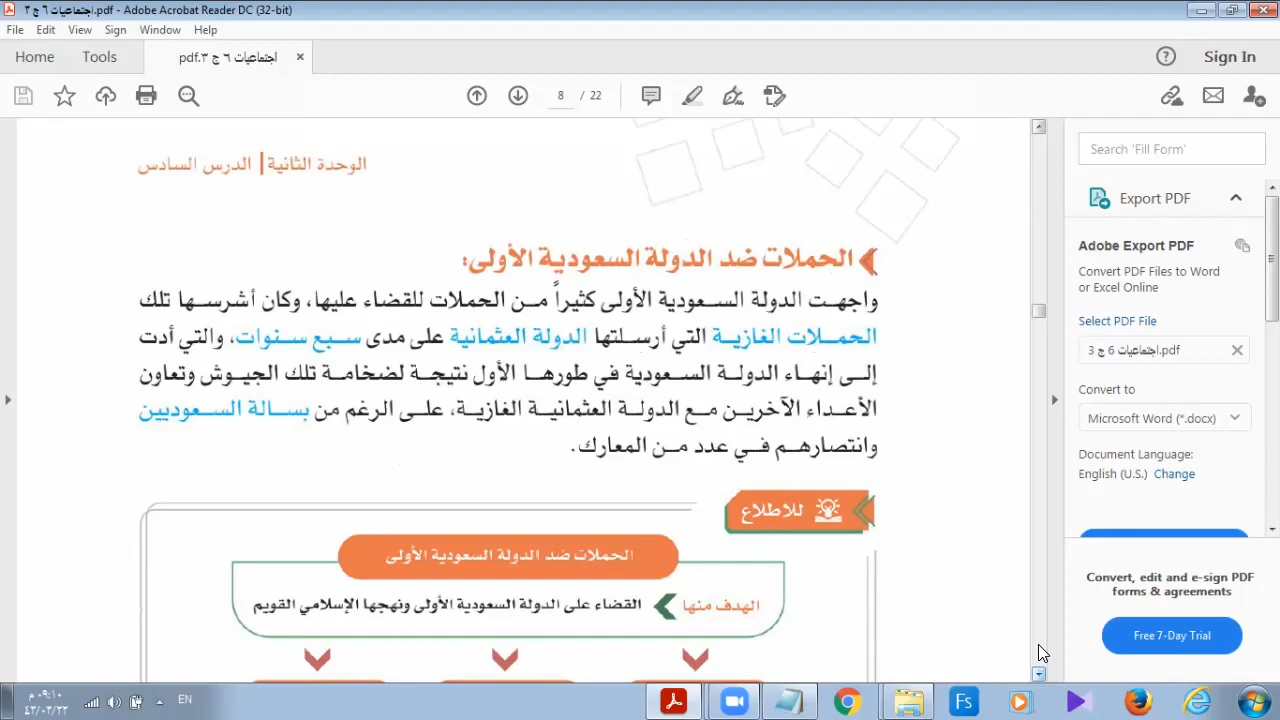 اجتماعيات ٦ ج ٣.pdf - Adobe Acrobat Reader DC (32-bit)
File Edit View Sign Window Help
Home Tools اجتماعيات ٦ ج ٣.pdf × Sign In
8 / 22
الوحدة الثانية | الدرس السادس
الحملات ضد الدولة السعودية الأولى:
واجهت الدولة السعودية الأولى كثيراً من الحملات للقضاء عليها، وكان أشرسها تلك
الحملات الغازية التي أرسلتها الدولة العثمانية على مدى سبع سنوات، والتي أدت
إلى إنهاء الدولة السعودية في طورها الأول نتيجة لضخامة تلك الجيوش وتعاون
الأعداء الآخرين مع الدولة العثمانية الغازية، على الرغم من بسالة السعوديين
وانتصارهم في عدد من المعارك.
للاطلاع
الحملات ضد الدولة السعودية الأولى
الهدف منها القضاء على الدولة السعودية الأولى ونهجها الإسلامي القويم
Search 'Fill Form'
Export PDF
Adobe Export PDF
Convert PDF Files to Word
or Excel Online
Select PDF File
اجتماعيات 6 ج 3.pdf
Convert to
Microsoft Word (*.docx)
Document Language:
English (U.S.) Change
Convert, edit and e-sign PDF
forms & agreements
Free 7-Day Trial
EN
٠٩:١٠ م
٤٣/٠٣/٢٢
Fs